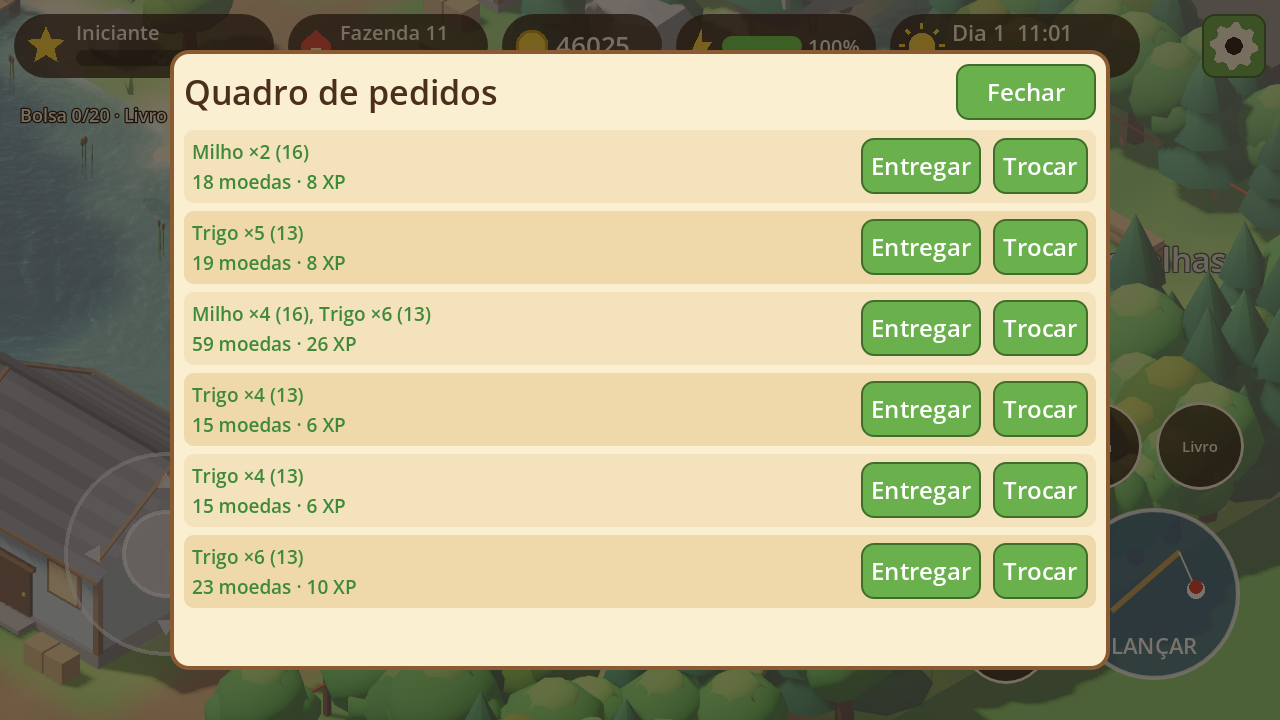 Iniciante
Fazenda 11
46025
100%
Dia 1 11:01
Bolsa 0/20 · Livro
Quadro de pedidos
Fechar
Milho ×2 (16)
18 moedas · 8 XP
Entregar
Trocar
Trigo ×5 (13)
19 moedas · 8 XP
Entregar
Trocar
Milho ×4 (16), Trigo ×6 (13)
59 moedas · 26 XP
Entregar
Trocar
Trigo ×4 (13)
15 moedas · 6 XP
Entregar
Trocar
Trigo ×4 (13)
15 moedas · 6 XP
Entregar
Trocar
Trigo ×6 (13)
23 moedas · 10 XP
Entregar
Trocar
Livro
LANÇAR